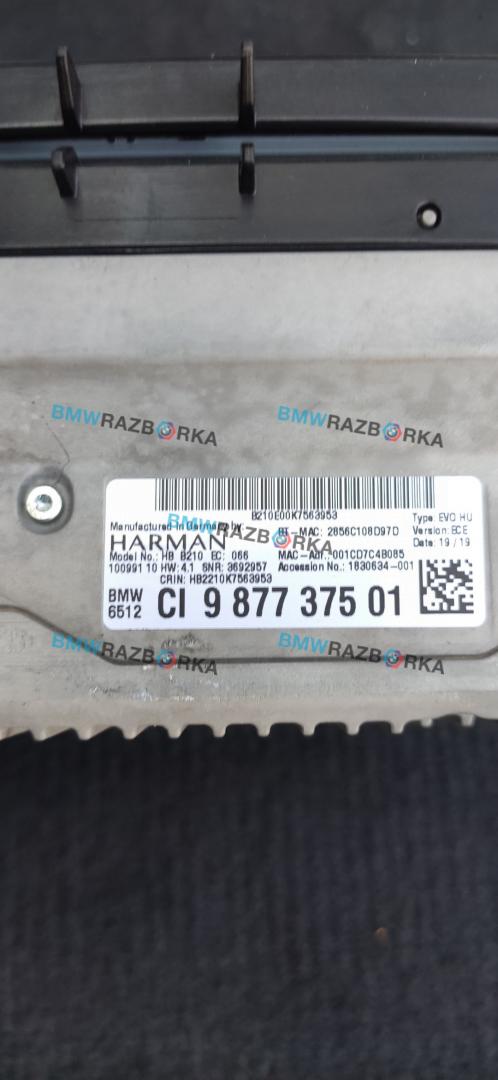 BMWRAZBORKA BMWRAZBORKA
B210E00K7563953
Manufactured in Germany by: BT-MAC: 2856C108D97D Type: EVO HU
HARMAN Version: ECE
Model No.: HB B210 EC: 066 MAC-Adr.: 001CD7C4B085 Date: 19 / 19
100991 10 HW: 4.1 SNR: 3692957 Accession No.: 1830634-001
CRIN: HB2210K7563953
BMW
6512 CI 9 877 375 01
BMWRAZBORKA
BMWRAZBORKA BMWRAZBORKA